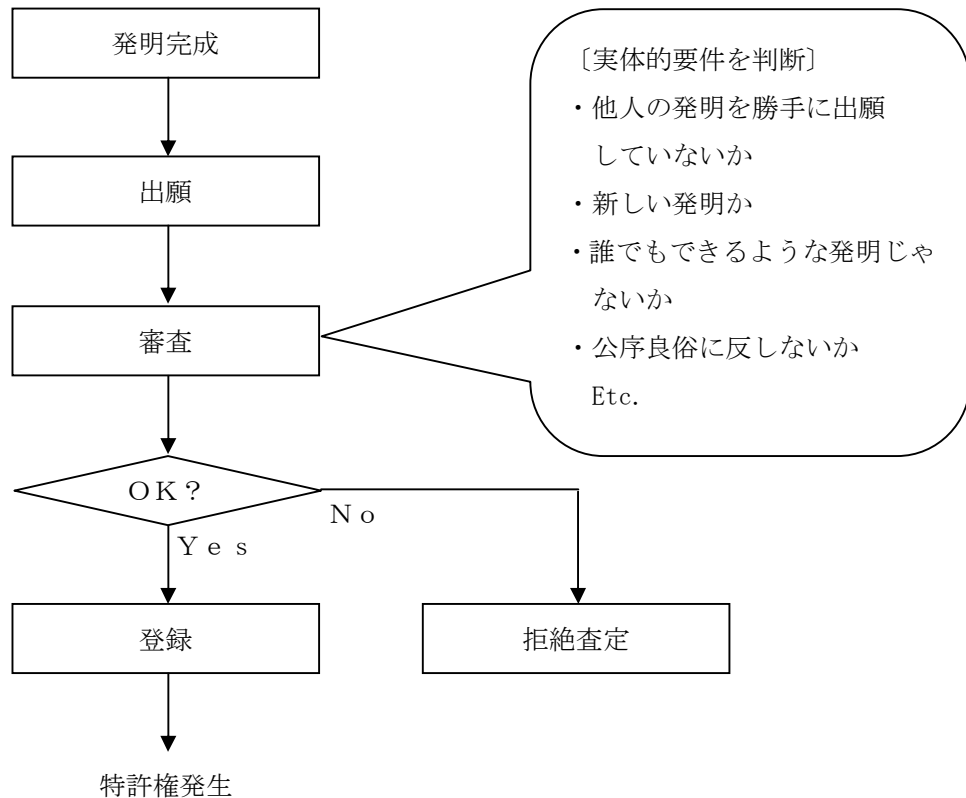 発明完成
出願
審査
〔実体的要件を判断〕
・他人の発明を勝手に出願
していないか
・新しい発明か
・誰でもできるような発明じゃ
ないか
・公序良俗に反しないか
Etc.
ＯＫ？
Ｎｏ
Ｙｅｓ
登録
拒絶査定
特許権発生